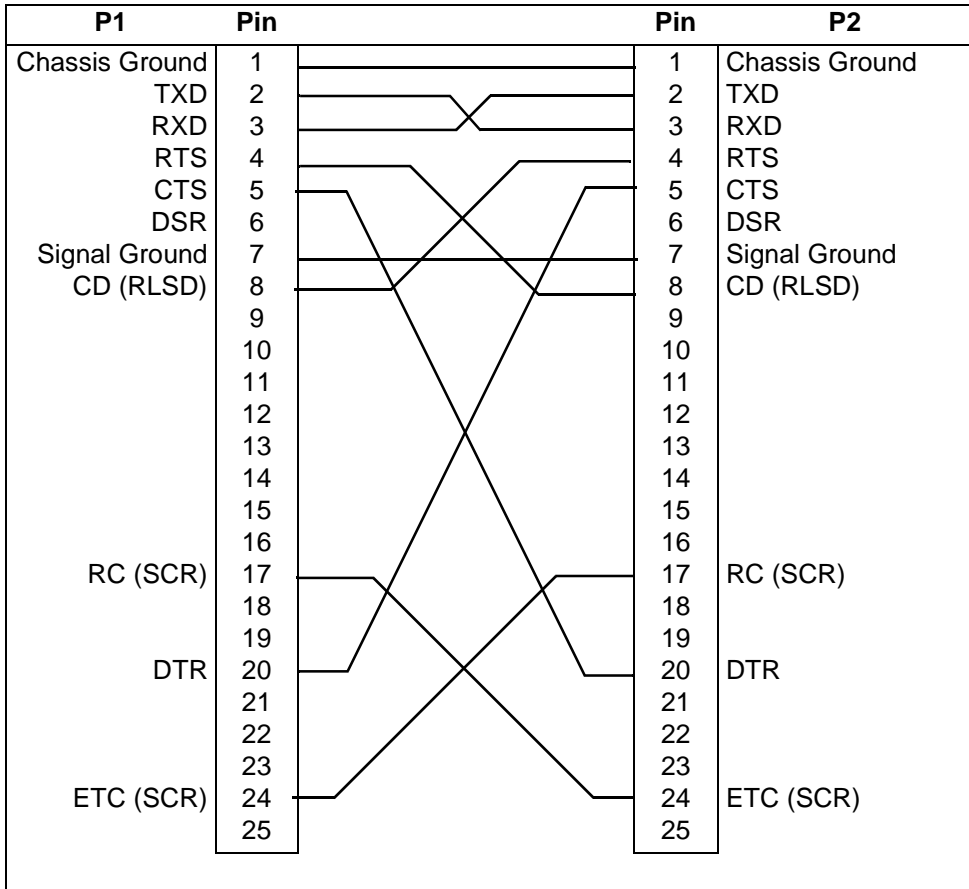 P1 Pin Pin P2
Chassis Ground 1 1 Chassis Ground
TXD 2 2 TXD
RXD 3 3 RXD
RTS 4 4 RTS
CTS 5 5 CTS
DSR 6 6 DSR
Signal Ground 7 7 Signal Ground
CD (RLSD) 8 8 CD (RLSD)
9 9
10 10
11 11
12 12
13 13
14 14
15 15
16 16
RC (SCR) 17 17 RC (SCR)
18 18
19 19
DTR 20 20 DTR
21 21
22 22
23 23
ETC (SCR) 24 24 ETC (SCR)
25 25